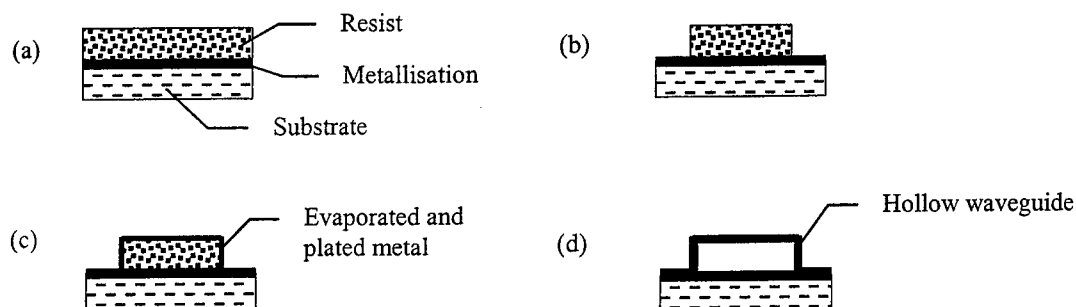 (a)
Resist
Metallisation
Substrate
(b)
(c)
Evaporated and
plated metal
(d)
Hollow waveguide